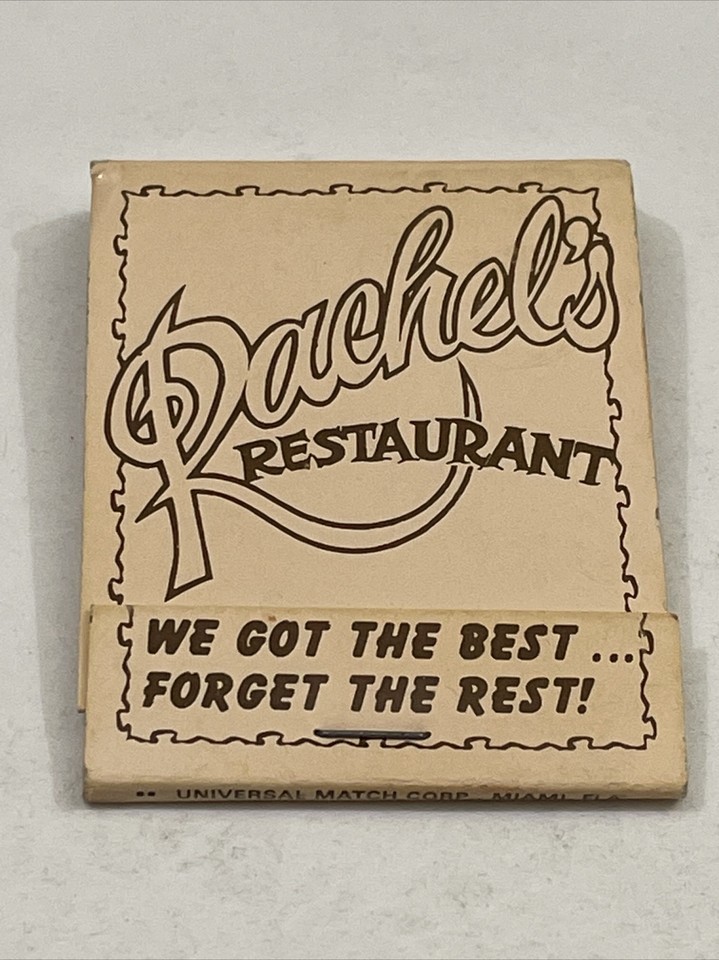 Rachel's
RESTAURANT
WE GOT THE BEST...
FORGET THE REST!
UNIVERSAL MATCH CORP. MIAMI, FLA.